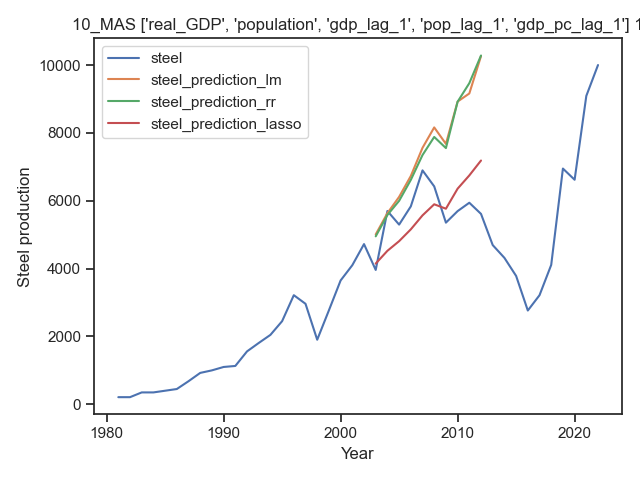 10_MAS ['real_GDP', 'population', 'gdp_lag_1', 'pop_lag_1', 'gdp_pc_lag_1'] 1
steel
steel_prediction_lm
steel_prediction_rr
steel_prediction_lasso
10000
8000
6000
4000
2000
0
Steel production
1980
1990
2000
2010
2020
Year